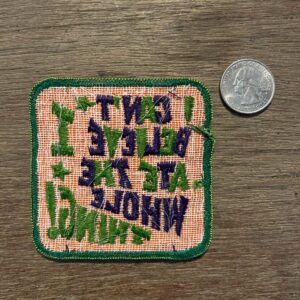 I CAN'T
BELIEVE I
ATE THE
WHOLE
THING!